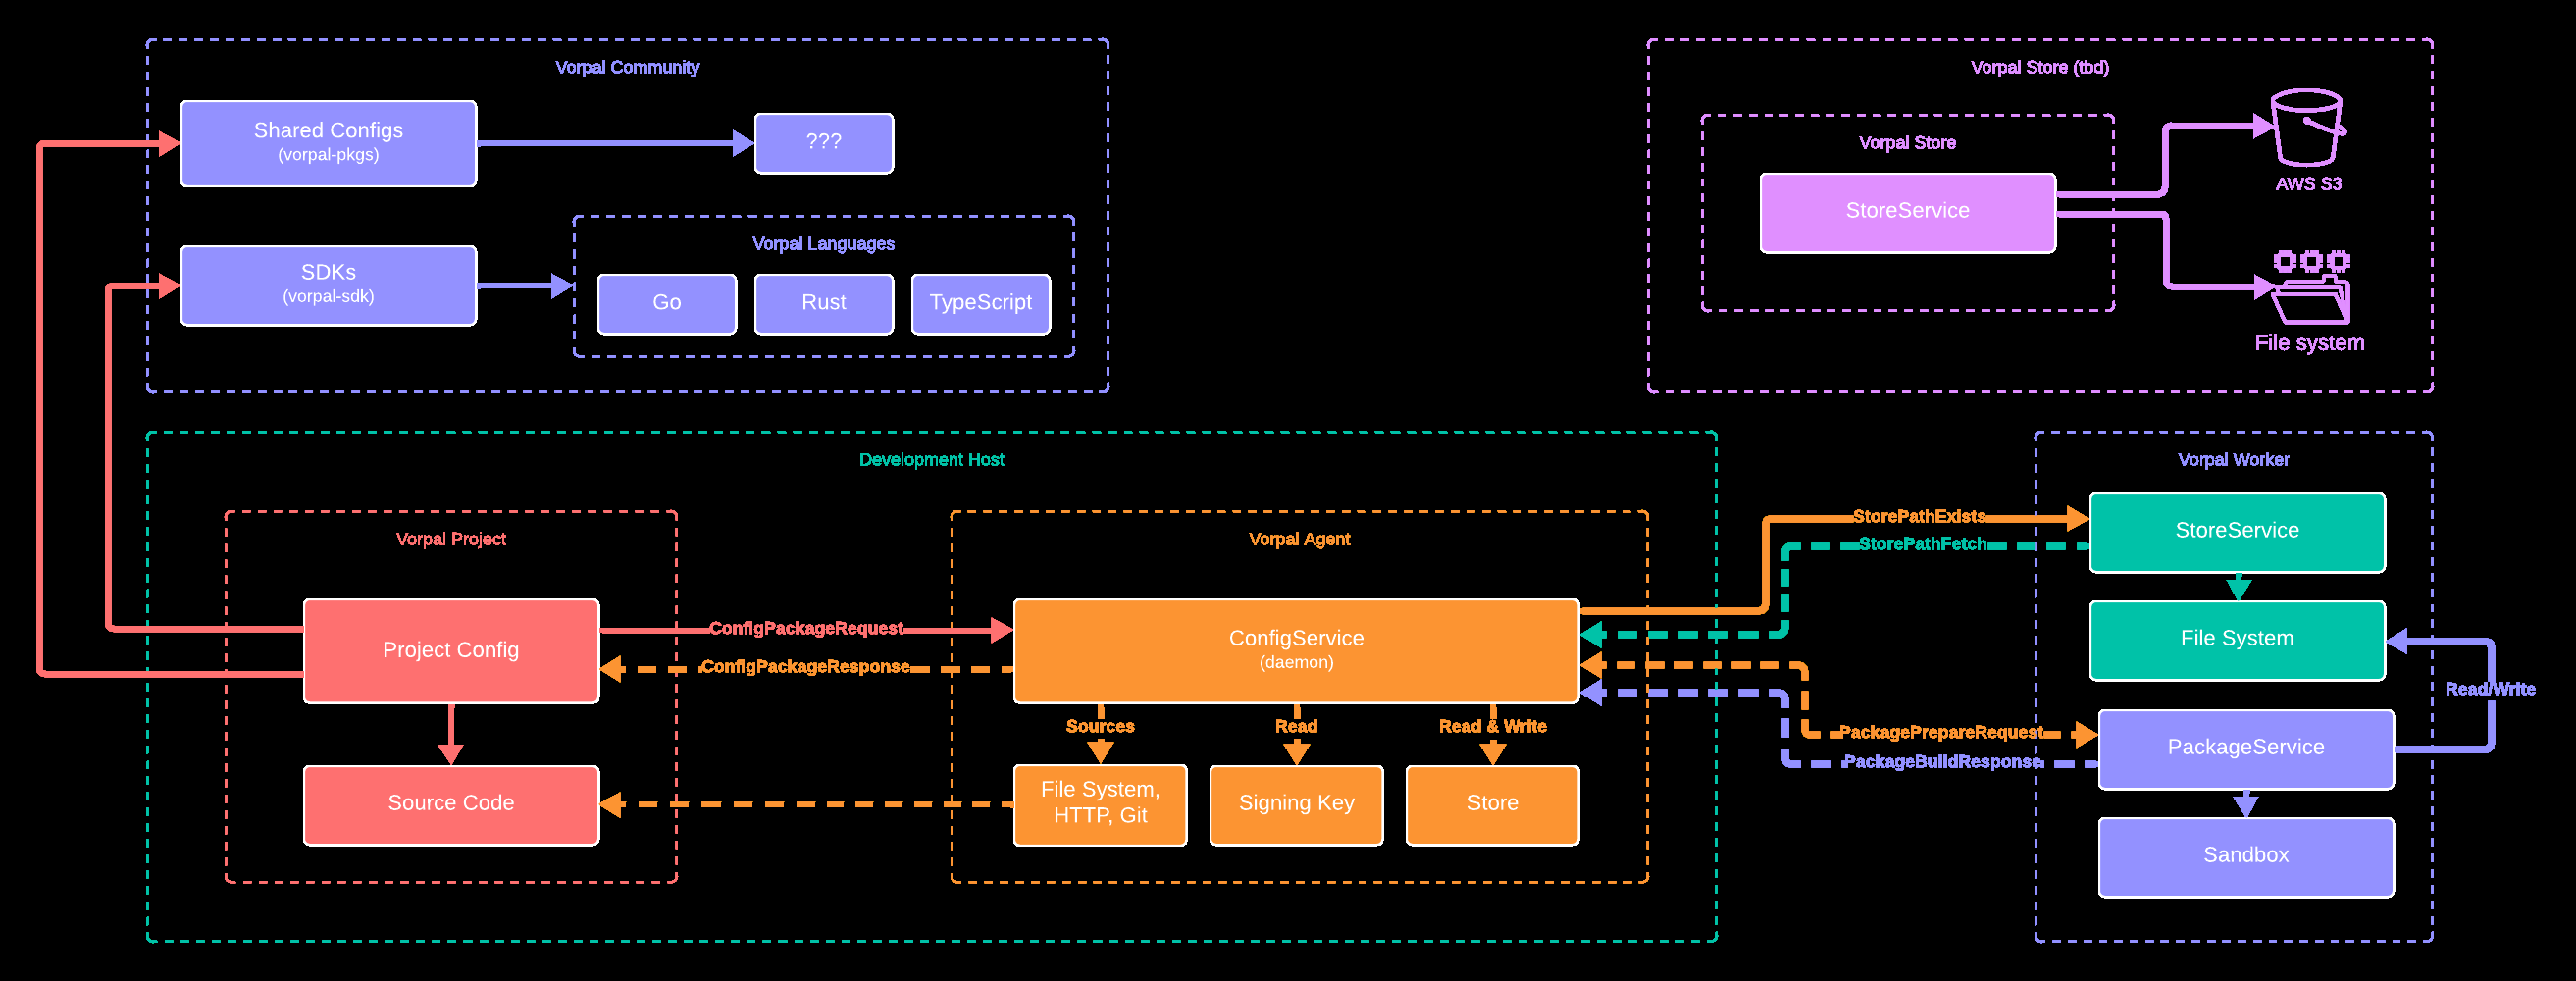 Vorpal Community
Shared Configs
(vorpal-pkgs)
???
SDKs
(vorpal-sdk)
Vorpal Languages
Go
Rust
TypeScript
Vorpal Store (tbd)
Vorpal Store
StoreService
AWS S3
File system
Development Host
Vorpal Project
Project Config
Source Code
ConfigPackageRequest
ConfigPackageResponse
Vorpal Agent
ConfigService
(daemon)
Sources
Read
Read & Write
File System,
HTTP, Git
Signing Key
Store
StorePathExists
StorePathFetch
PackagePrepareRequest
PackageBuildResponse
Vorpal Worker
StoreService
File System
Read/Write
PackageService
Sandbox